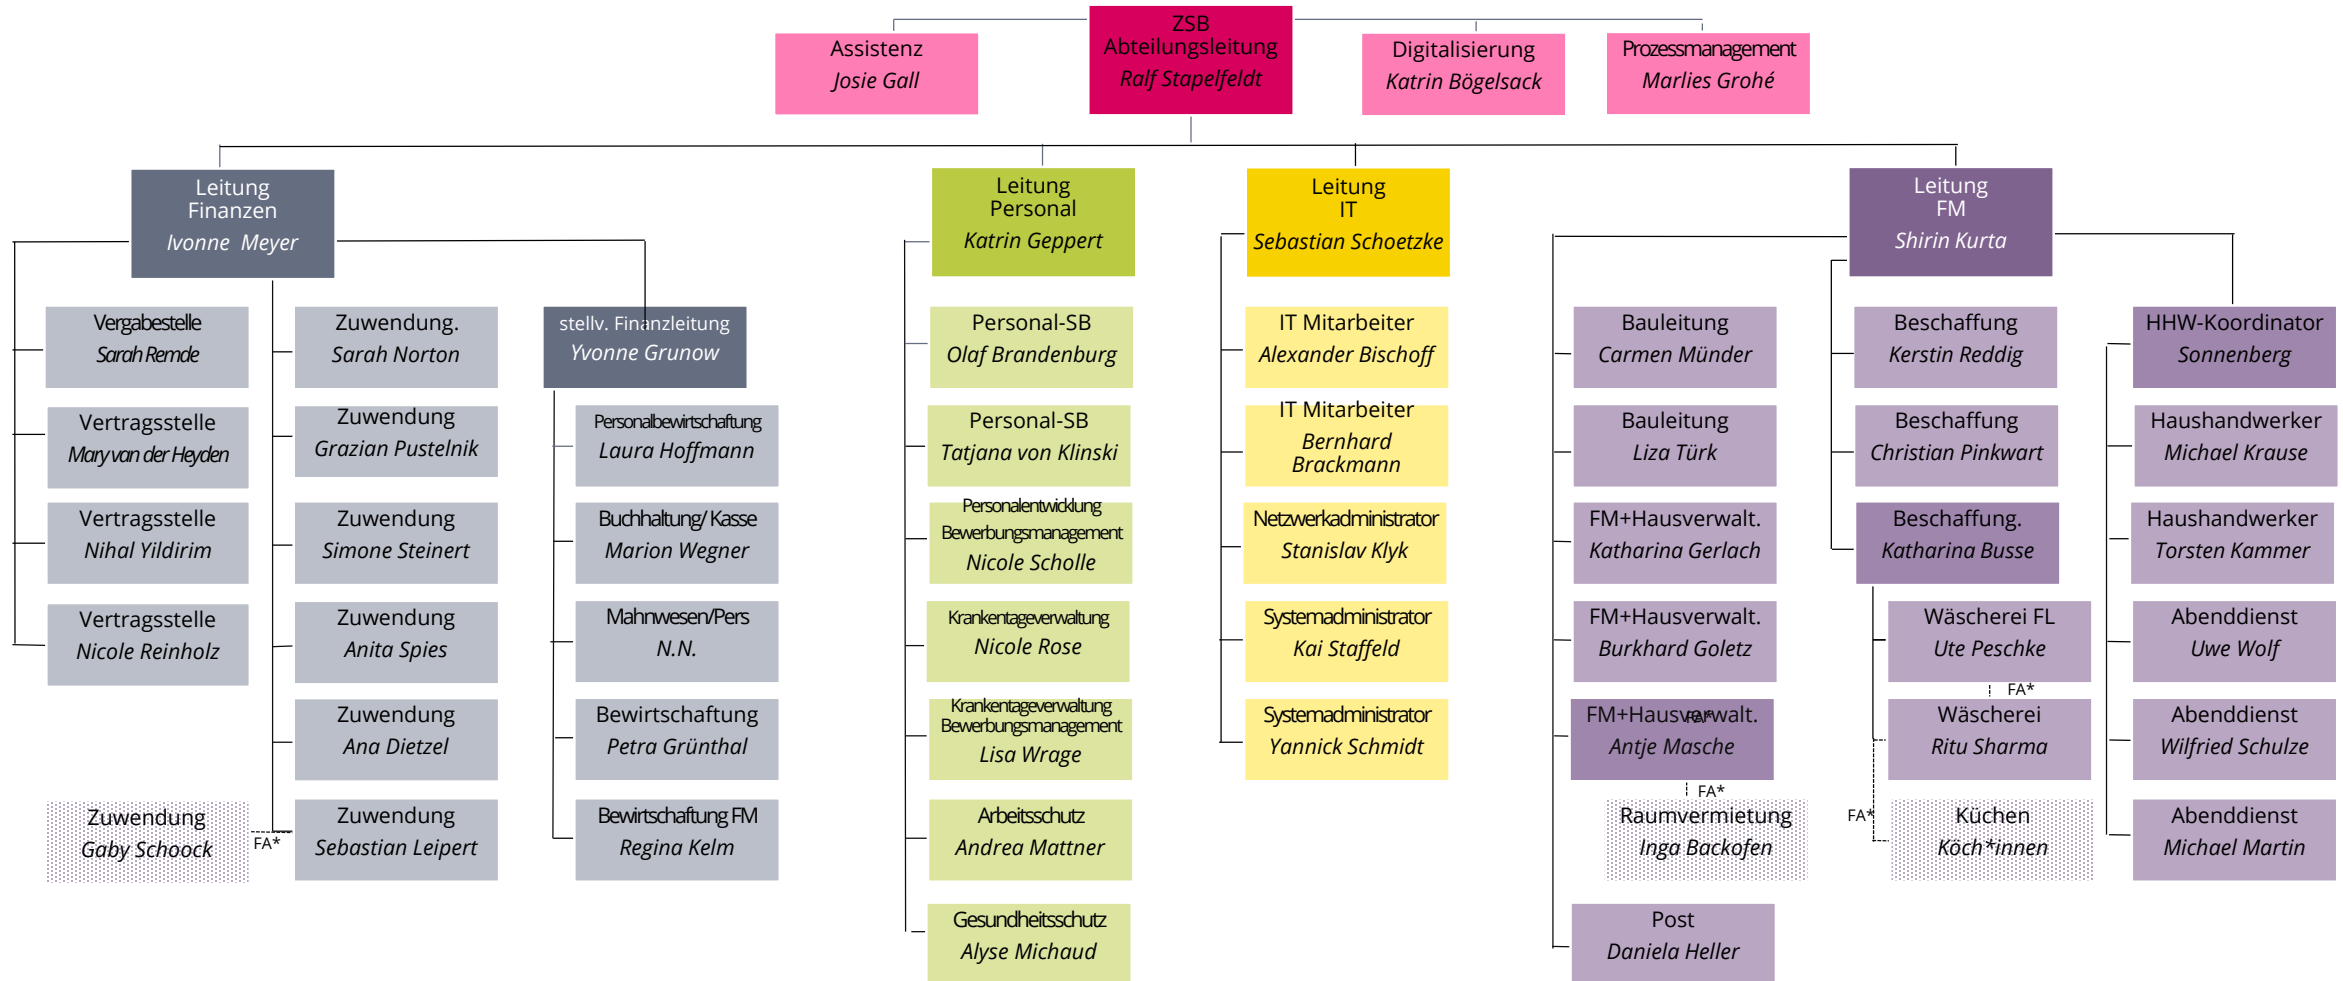 ZSB
Abteilungsleitung
Ralf Stapelfeldt
Assistenz
Josie Gall
Digitalisierung
Katrin Bögelsack
Prozessmanagement
Marlies Grohé
Leitung
Finanzen
Ivonne Meyer
Vergabestelle
Sarah Remde
Vertragsstelle
Mary van der Heyden
Vertragsstelle
Nihal Yildirim
Vertragsstelle
Nicole Reinholz
Zuwendung
Gaby Schoock
FA*
Zuwendung.
Sarah Norton
Zuwendung
Grazian Pustelnik
Zuwendung
Simone Steinert
Zuwendung
Anita Spies
Zuwendung
Ana Dietzel
Zuwendung
Sebastian Leipert
stellv. Finanzleitung
Yvonne Grunow
Personalbewirtschaftung
Laura Hoffmann
Buchhaltung/ Kasse
Marion Wegner
Mahnwesen/Pers
N.N.
Bewirtschaftung
Petra Grünthal
Bewirtschaftung FM
Regina Kelm
Leitung
Personal
Katrin Geppert
Personal-SB
Olaf Brandenburg
Personal-SB
Tatjana von Klinski
Personalentwicklung
Bewerbungsmanagement
Nicole Scholle
Krankentageverwaltung
Nicole Rose
Krankentageverwaltung
Bewerbungsmanagement
Lisa Wrage
Arbeitsschutz
Andrea Mattner
Gesundheitsschutz
Alyse Michaud
Leitung
IT
Sebastian Schoetzke
IT Mitarbeiter
Alexander Bischoff
IT Mitarbeiter
Bernhard
Brackmann
Netzwerkadministrator
Stanislav Klyk
Systemadministrator
Kai Staffeld
Systemadministrator
Yannick Schmidt
Leitung
FM
Shirin Kurta
Bauleitung
Carmen Münder
Bauleitung
Liza Türk
FM+Hausverwalt.
Katharina Gerlach
FM+Hausverwalt.
Burkhard Goletz
FM+Hausverwalt.
FA*
Antje Masche
FA*
Raumvermietung
Inga Backofen
Post
Daniela Heller
Beschaffung
Kerstin Reddig
Beschaffung
Christian Pinkwart
Beschaffung.
Katharina Busse
Wäscherei FL
Ute Peschke
FA*
Wäscherei
Ritu Sharma
FA*
Küchen
Köch*innen
HHW-Koordinator
Sonnenberg
Haushandwerker
Michael Krause
Haushandwerker
Torsten Kammer
Abenddienst
Uwe Wolf
Abenddienst
Wilfried Schulze
Abenddienst
Michael Martin